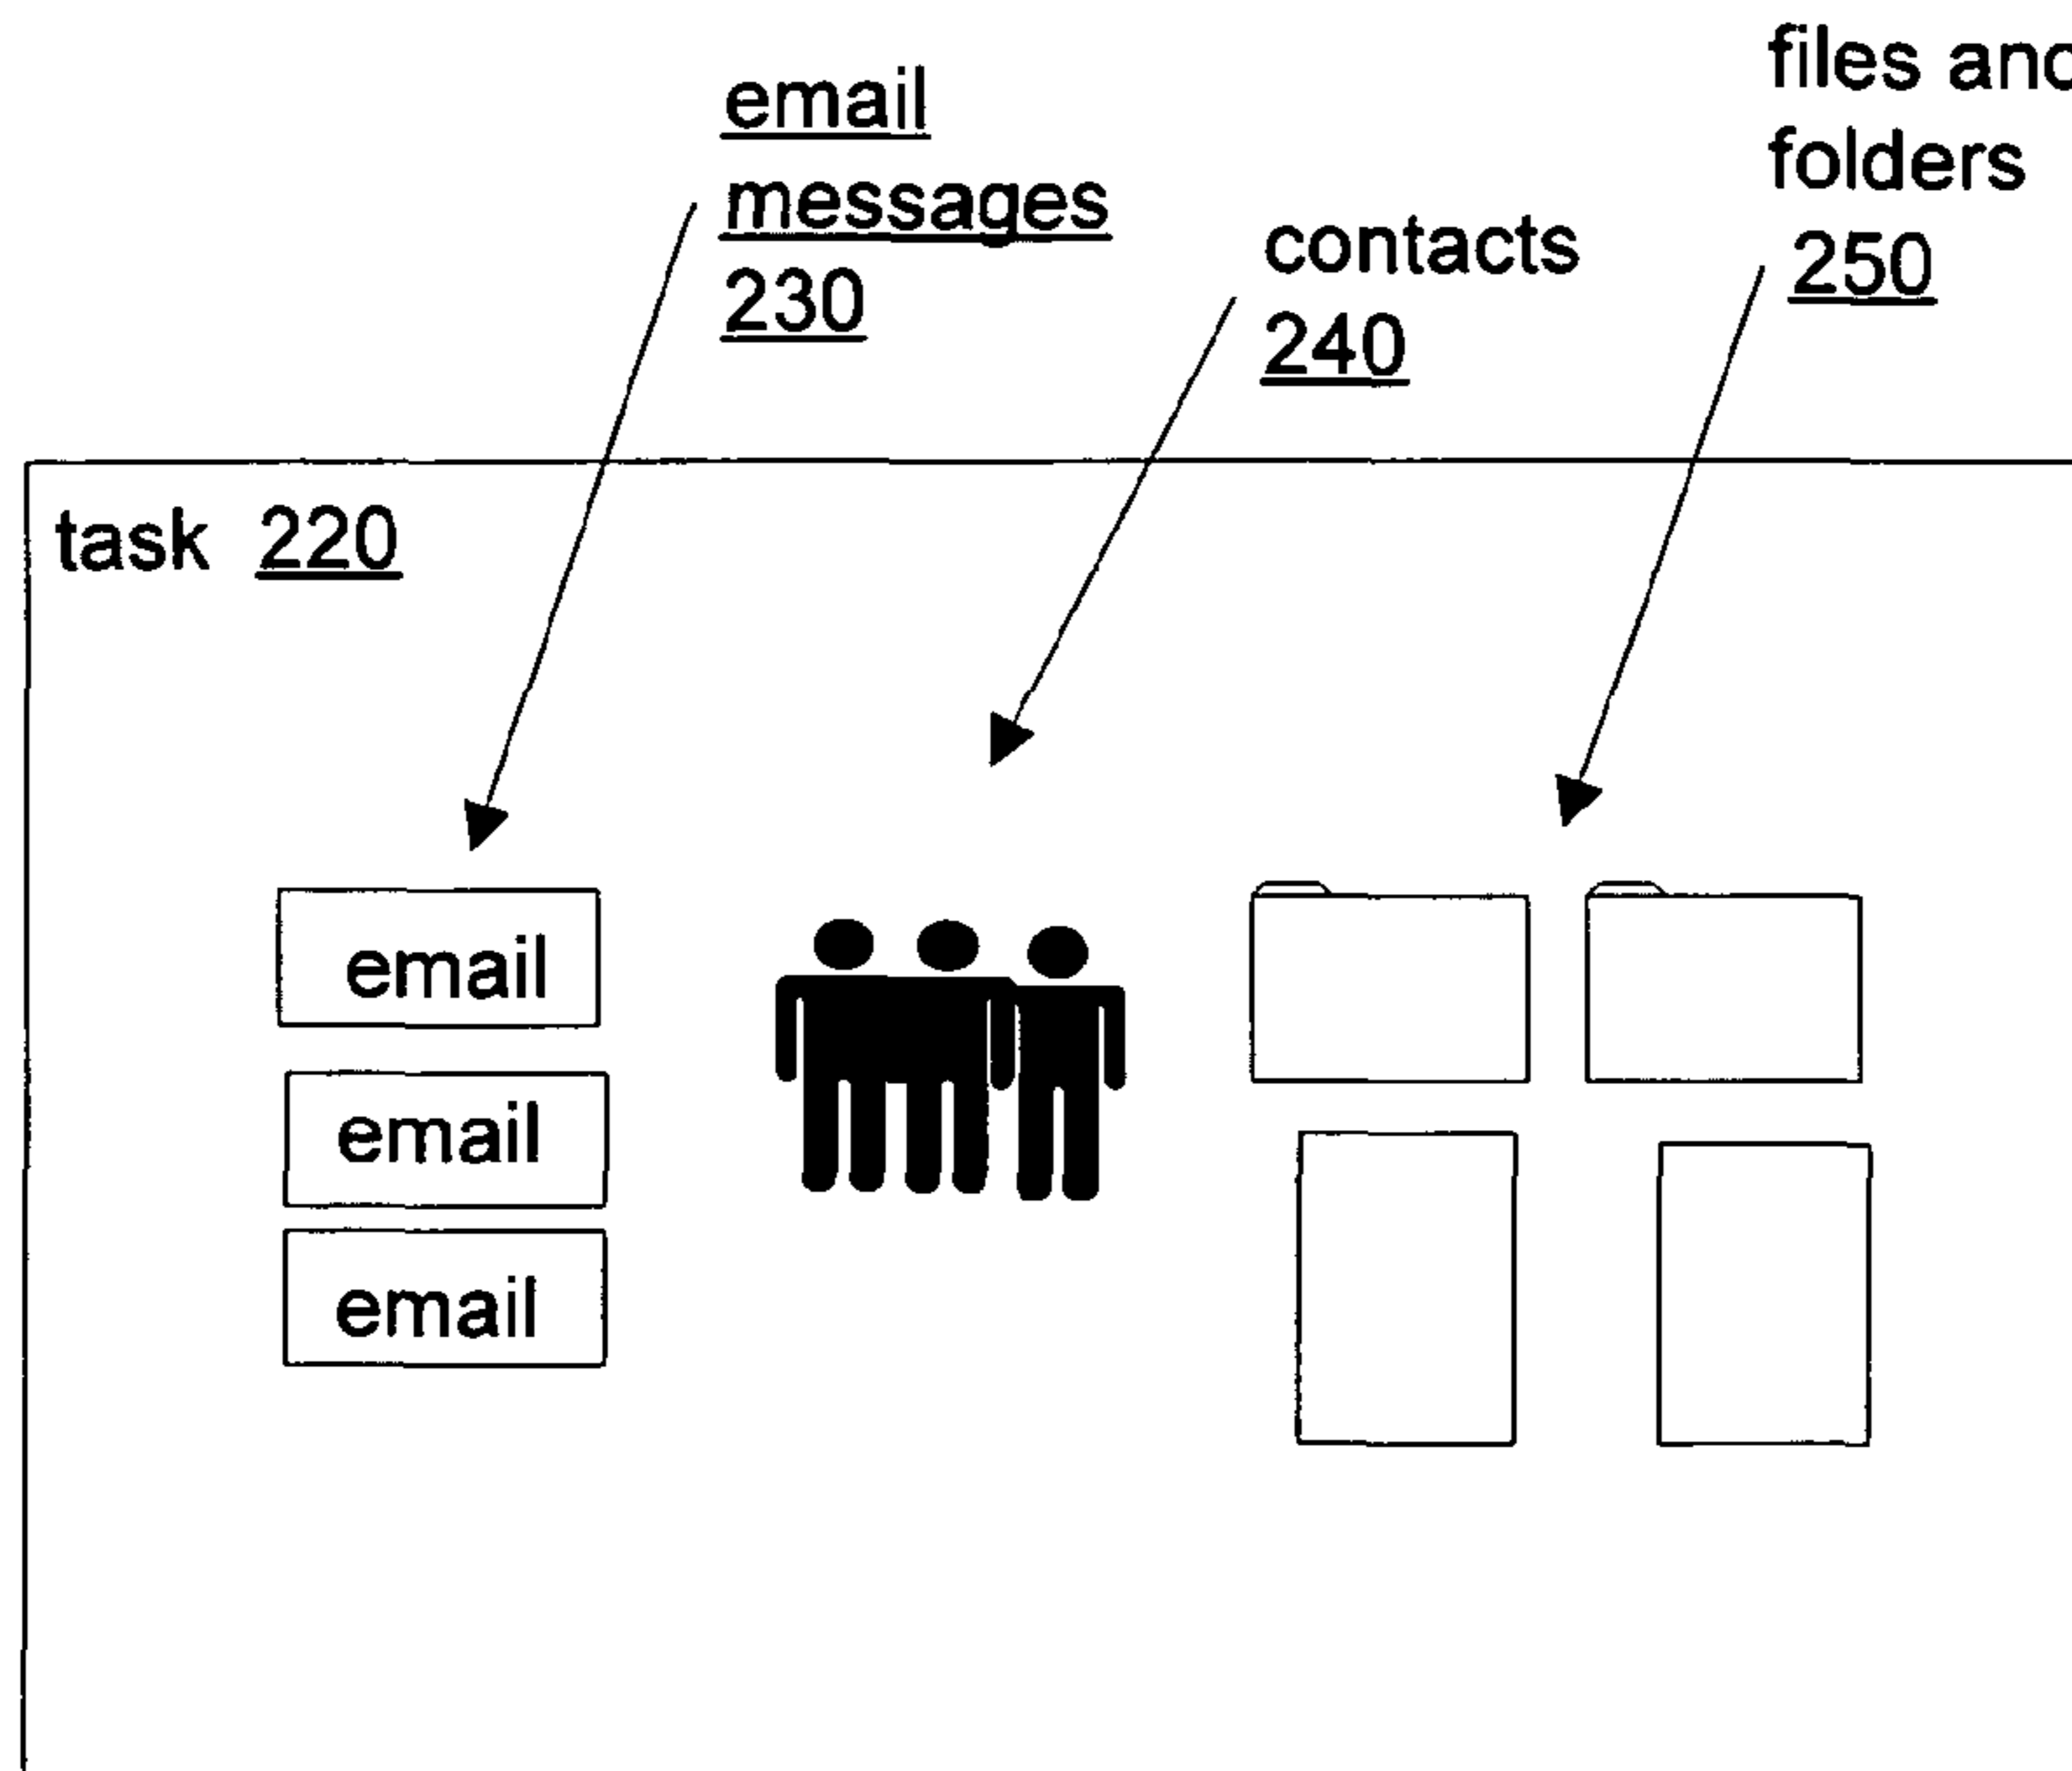 email
messages
230
contacts
240
files and
folders
250
task 220
email
email
email